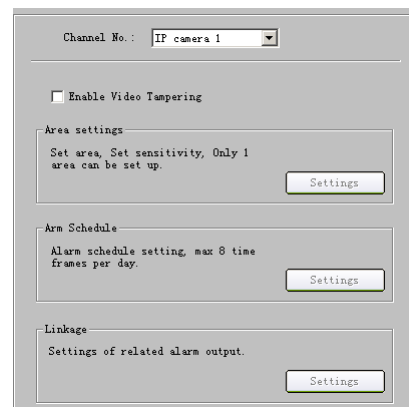 Channel No.: IP camera 1
Enable Video Tampering
Area settings
Set area, Set sensitivity, Only 1
area can be set up.
Settings
Arm Schedule
Alarm schedule setting, max 8 time
frames per day.
Settings
Linkage
Settings of related alarm output.
Settings